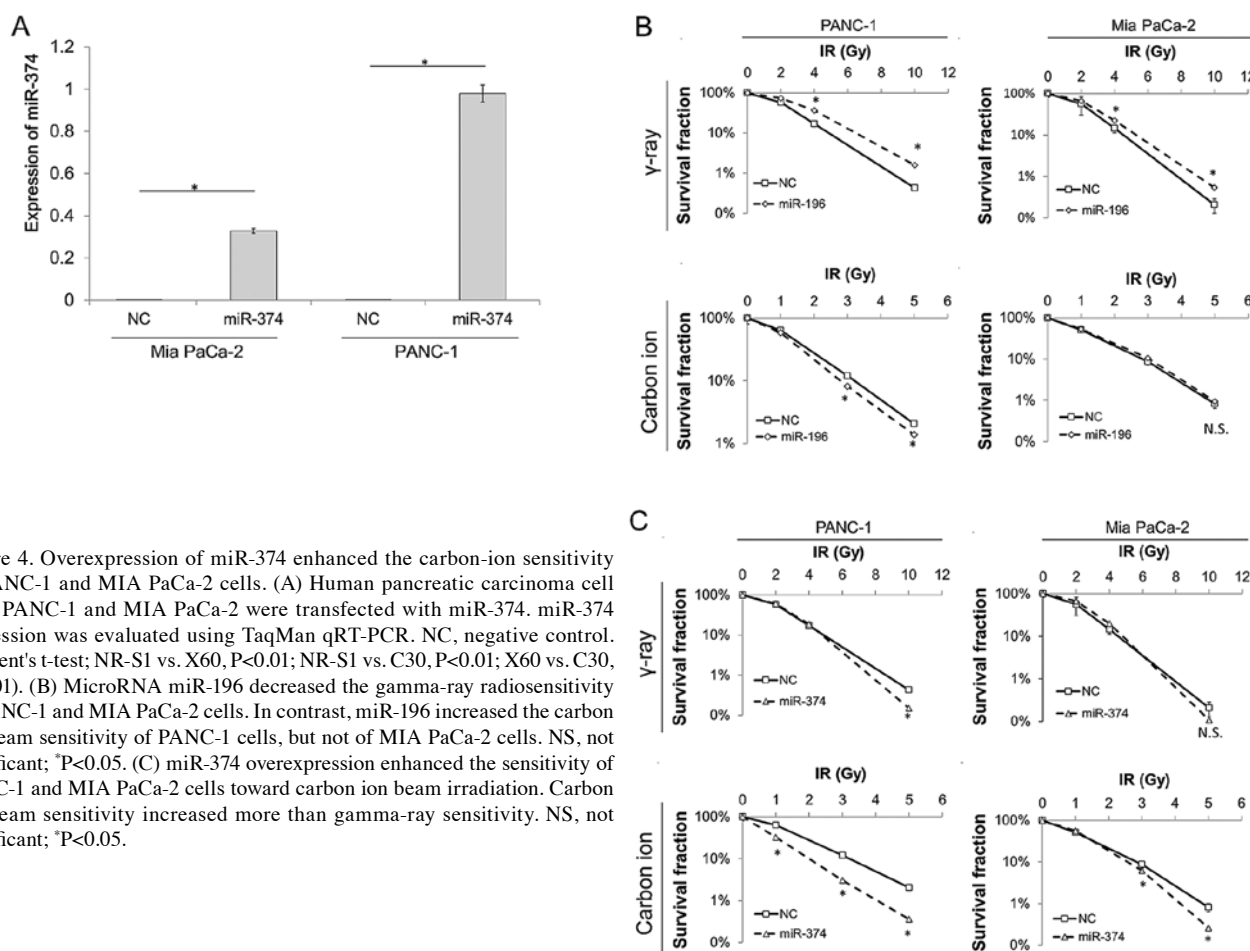 A
Expression of miR-374
1.2
1
0.8
0.6
0.4
0.2
0
*
*
NC miR-374 NC miR-374
Mia PaCa-2 PANC-1
B
PANC-1 Mia PaCa-2
γ-ray
IR (Gy)
0 2 4 6 8 10 12
Survival fraction
100%
10%
1%
0%
*
*
NC
miR-196
IR (Gy)
0 2 4 6 8 10 12
Survival fraction
100%
10%
1%
0%
*
*
NC
miR-196
Carbon ion
IR (Gy)
0 1 2 3 4 5 6
Survival fraction
100%
10%
1%
*
*
NC
miR-196
IR (Gy)
0 1 2 3 4 5 6
Survival fraction
100%
10%
1%
0%
N.S.
NC
miR-196
re 4. Overexpression of miR-374 enhanced the carbon-ion sensitivity
ANC-1 and MIA PaCa-2 cells. (A) Human pancreatic carcinoma cell
PANC-1 and MIA PaCa-2 were transfected with miR-374. miR-374
ession was evaluated using TaqMan qRT-PCR. NC, negative control.
ent's t-test; NR-S1 vs. X60, P<0.01; NR-S1 vs. C30, P<0.01; X60 vs. C30,
01). (B) MicroRNA miR-196 decreased the gamma-ray radiosensitivity
NC-1 and MIA PaCa-2 cells. In contrast, miR-196 increased the carbon
eam sensitivity of PANC-1 cells, but not of MIA PaCa-2 cells. NS, not
ficant; *P<0.05. (C) miR-374 overexpression enhanced the sensitivity of
C-1 and MIA PaCa-2 cells toward carbon ion beam irradiation. Carbon
eam sensitivity increased more than gamma-ray sensitivity. NS, not
ficant; *P<0.05.
C
PANC-1 Mia PaCa-2
γ-ray
IR (Gy)
0 2 4 6 8 10 12
Survival fraction
100%
10%
1%
0%
*
NC
miR-374
IR (Gy)
0 2 4 6 8 10 12
Survival fraction
100%
10%
1%
0%
N.S.
NC
miR-374
Carbon ion
IR (Gy)
0 1 2 3 4 5 6
Survival fraction
100%
10%
1%
0%
*
*
*
NC
miR-374
IR (Gy)
0 1 2 3 4 5 6
Survival fraction
100%
10%
1%
0%
*
*
NC
miR-374